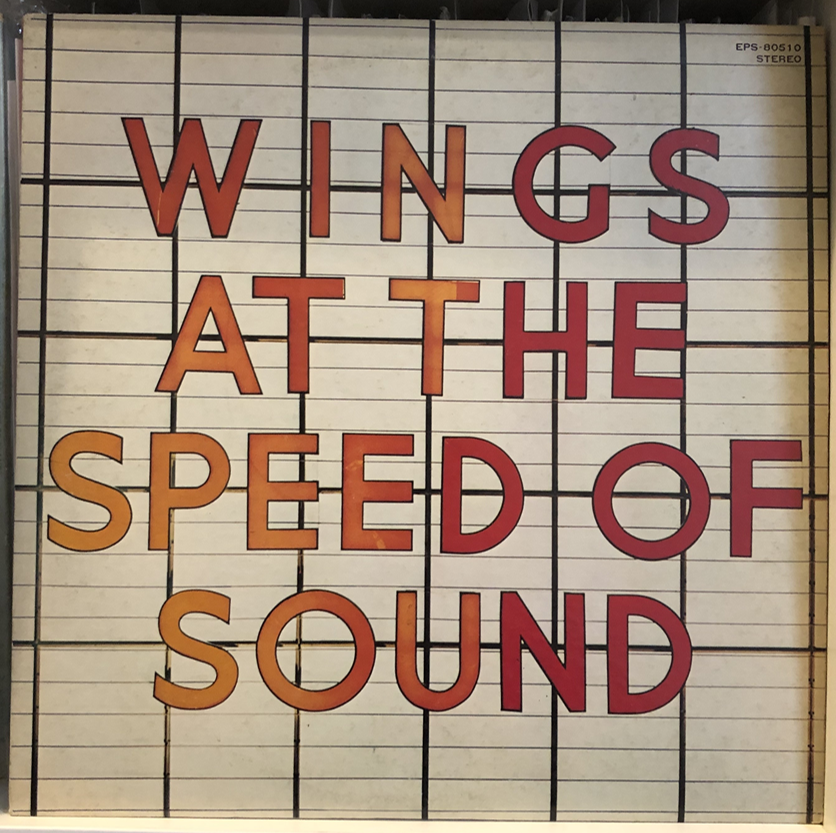 EPS-80510
STEREO
WINGS
AT THE
SPEED OF
SOUND